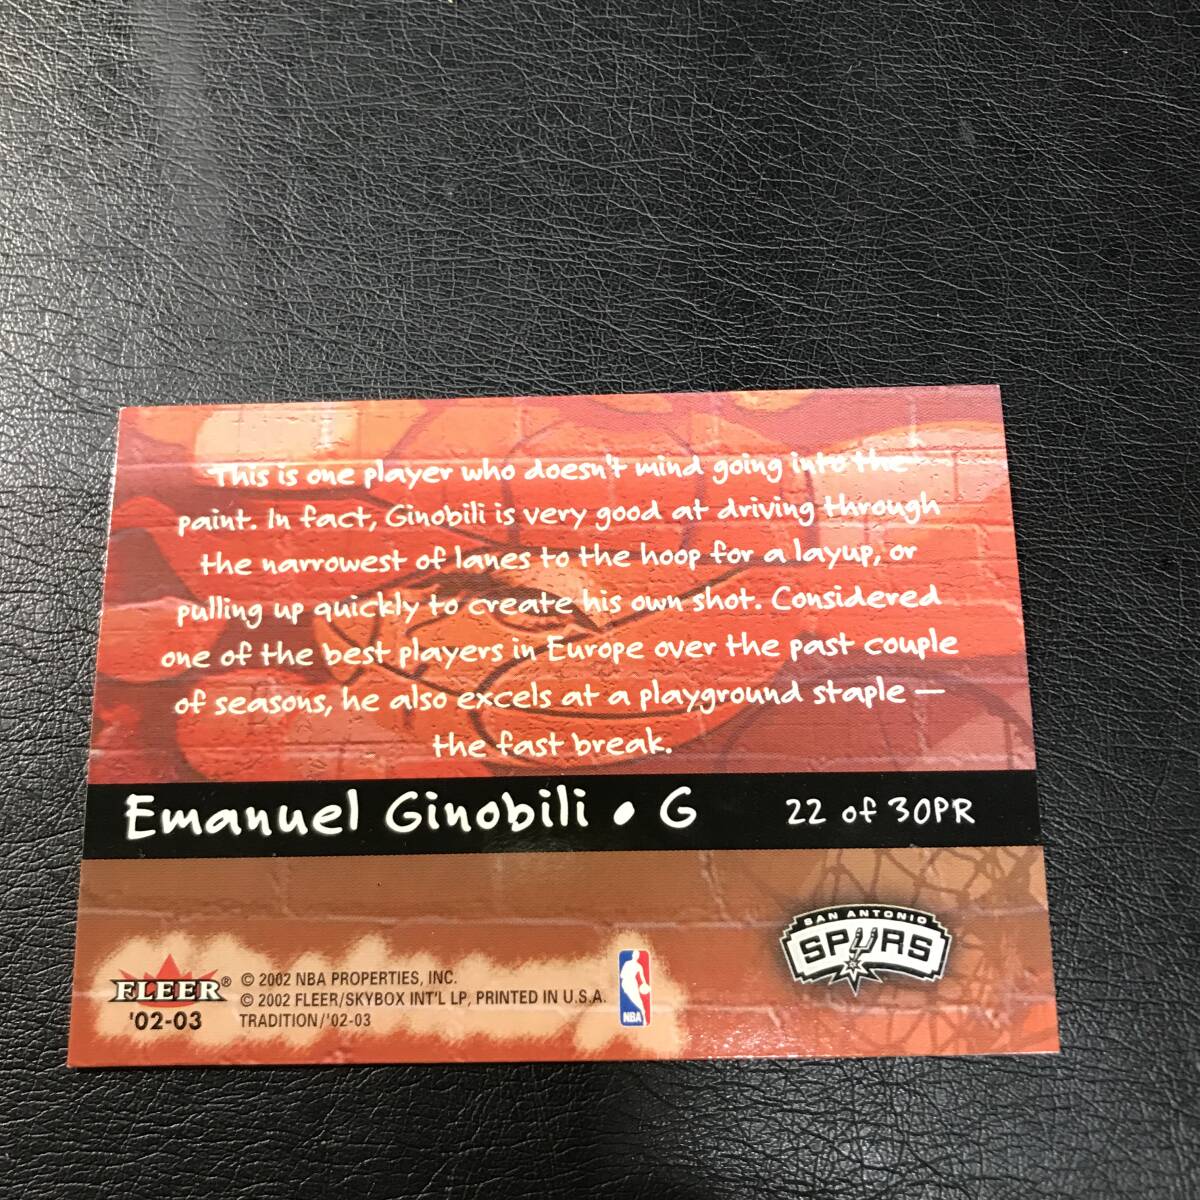 This is one player who doesn't mind going into the
paint. In fact, Ginobili is very good at driving through
the narrowest of lanes to the hoop for a layup, or
pulling up quickly to create his own shot. Considered
one of the best players in Europe over the past couple
of seasons, he also excels at a playground staple —
the fast break.
Emanuel Ginobili • G 22 of 30PR
SAN ANTONIO
SPURS
FLEER®
'02-03
© 2002 NBA PROPERTIES, INC.
© 2002 FLEER/SKYBOX INT'L LP, PRINTED IN U.S.A.
TRADITION/'02-03
NBA